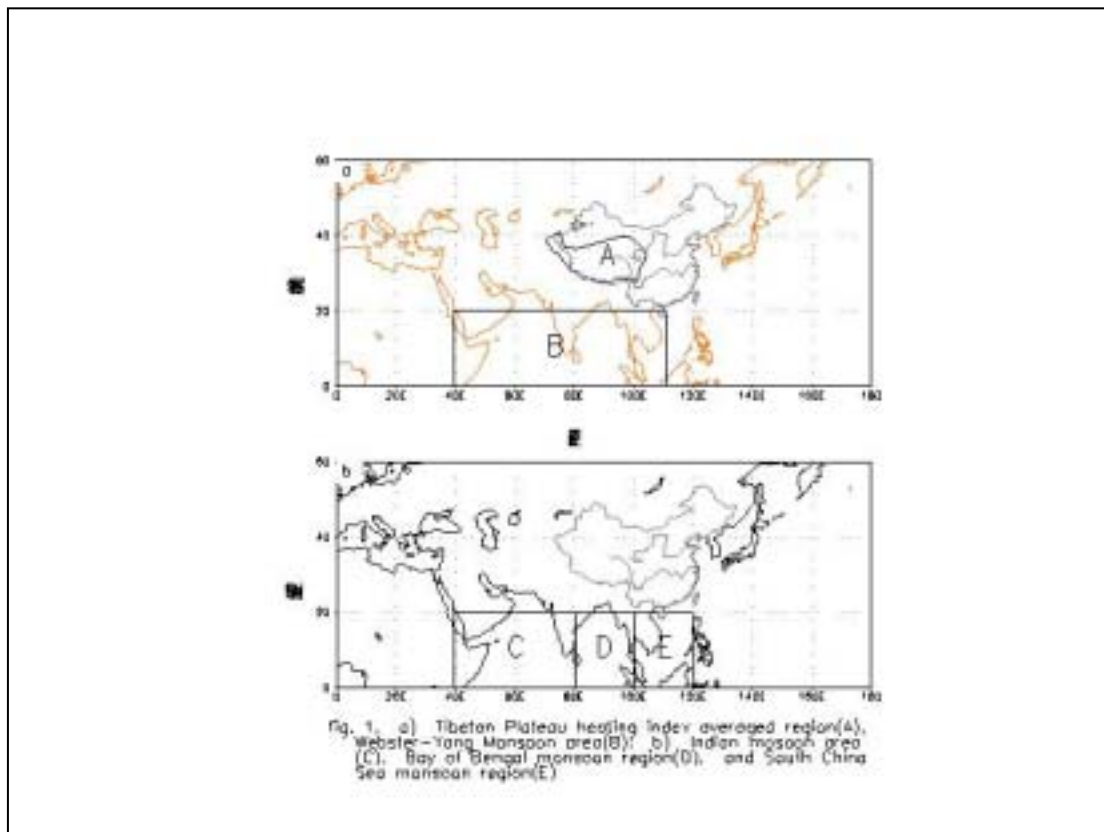 60
a
40
A
20
B
0
0 20E 40E 60E 80E 100E 120E 140E 160E 180
60
b
40
20
C D E
0
0 20E 40E 60E 80E 100E 120E 140E 160E 180
Fig. 1. a) Tibetan Plateau heating index averaged region(A),
Webster-Yang Mansoon area(B); b) Indian mosoon area
(C), Bay of Bengal monsoon region(D), and South China
Sea monsoon region(E)